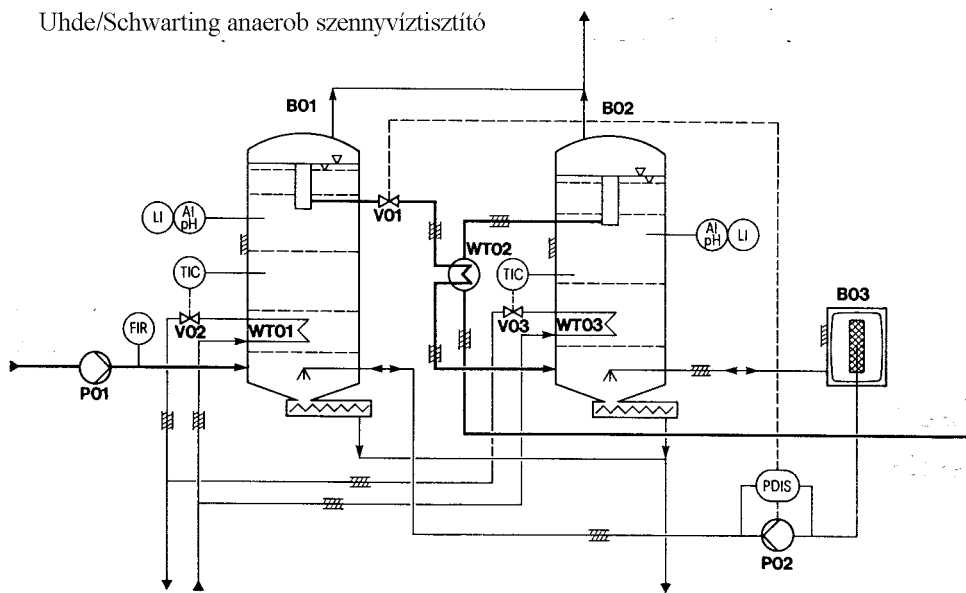 Uhde/Schwarting anaerob szennyvíztisztító
B01
B02
LI
AI
pH
V01
AI
pH
LI
WT02
TIC
TIC
B03
FIR
V02
WT01
V03
WT03
P01
PDIS
P02